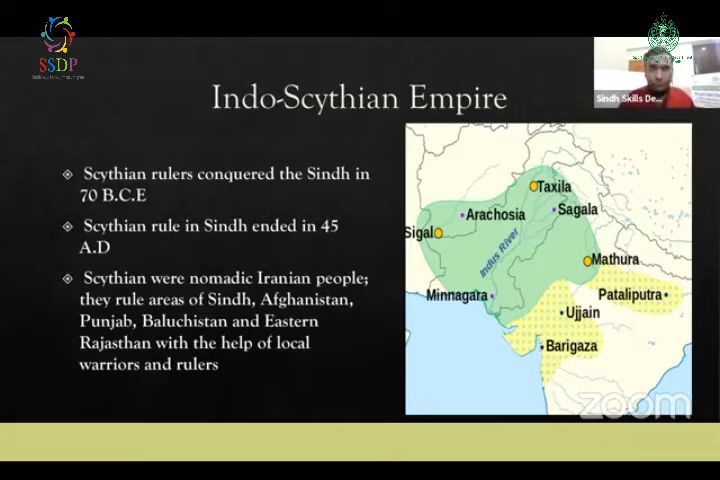 SSDP
Sindh Skills De...
Indo-Scythian Empire
Scythian rulers conquered the Sindh in
70 B.C.E
Scythian rule in Sindh ended in 45
A.D
Scythian were nomadic Iranian people;
they rule areas of Sindh, Afghanistan,
Punjab, Baluchistan and Eastern
Rajasthan with the help of local
warriors and rulers
Taxila
Sagala
Arachosia
Sigal
Indus River
Mathura
Minnagara
Pataliputra
Ujjain
Barigaza
zoom